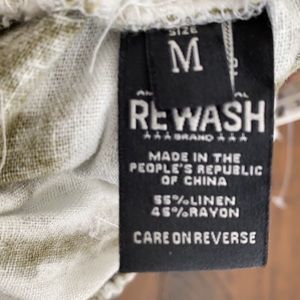 SIZE
M
REWASH
BRAND
MADE IN THE
PEOPLE'S REPUBLIC
OF CHINA
55% LINEN
45% RAYON
CARE ON REVERSE